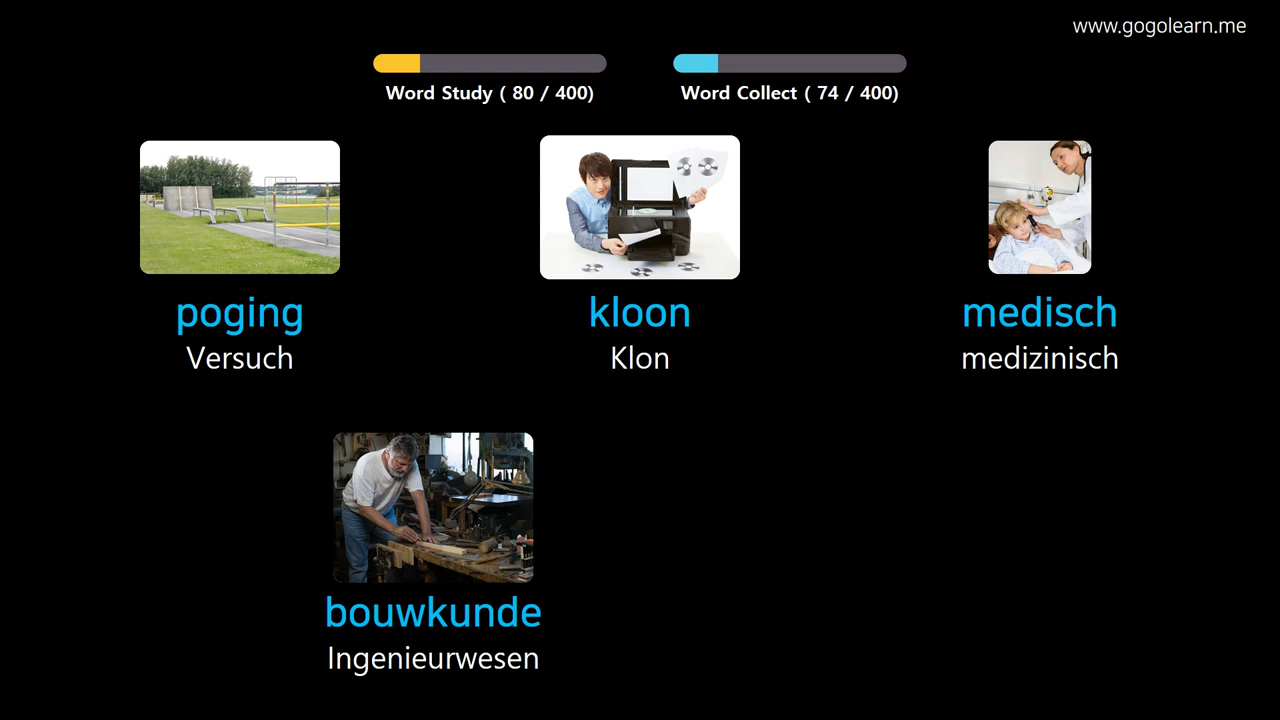 www.gogolearn.me
Word Study ( 80 / 400)
Word Collect ( 74 / 400)
poging
Versuch
kloon
Klon
medisch
medizinisch
bouwkunde
Ingenieurwesen